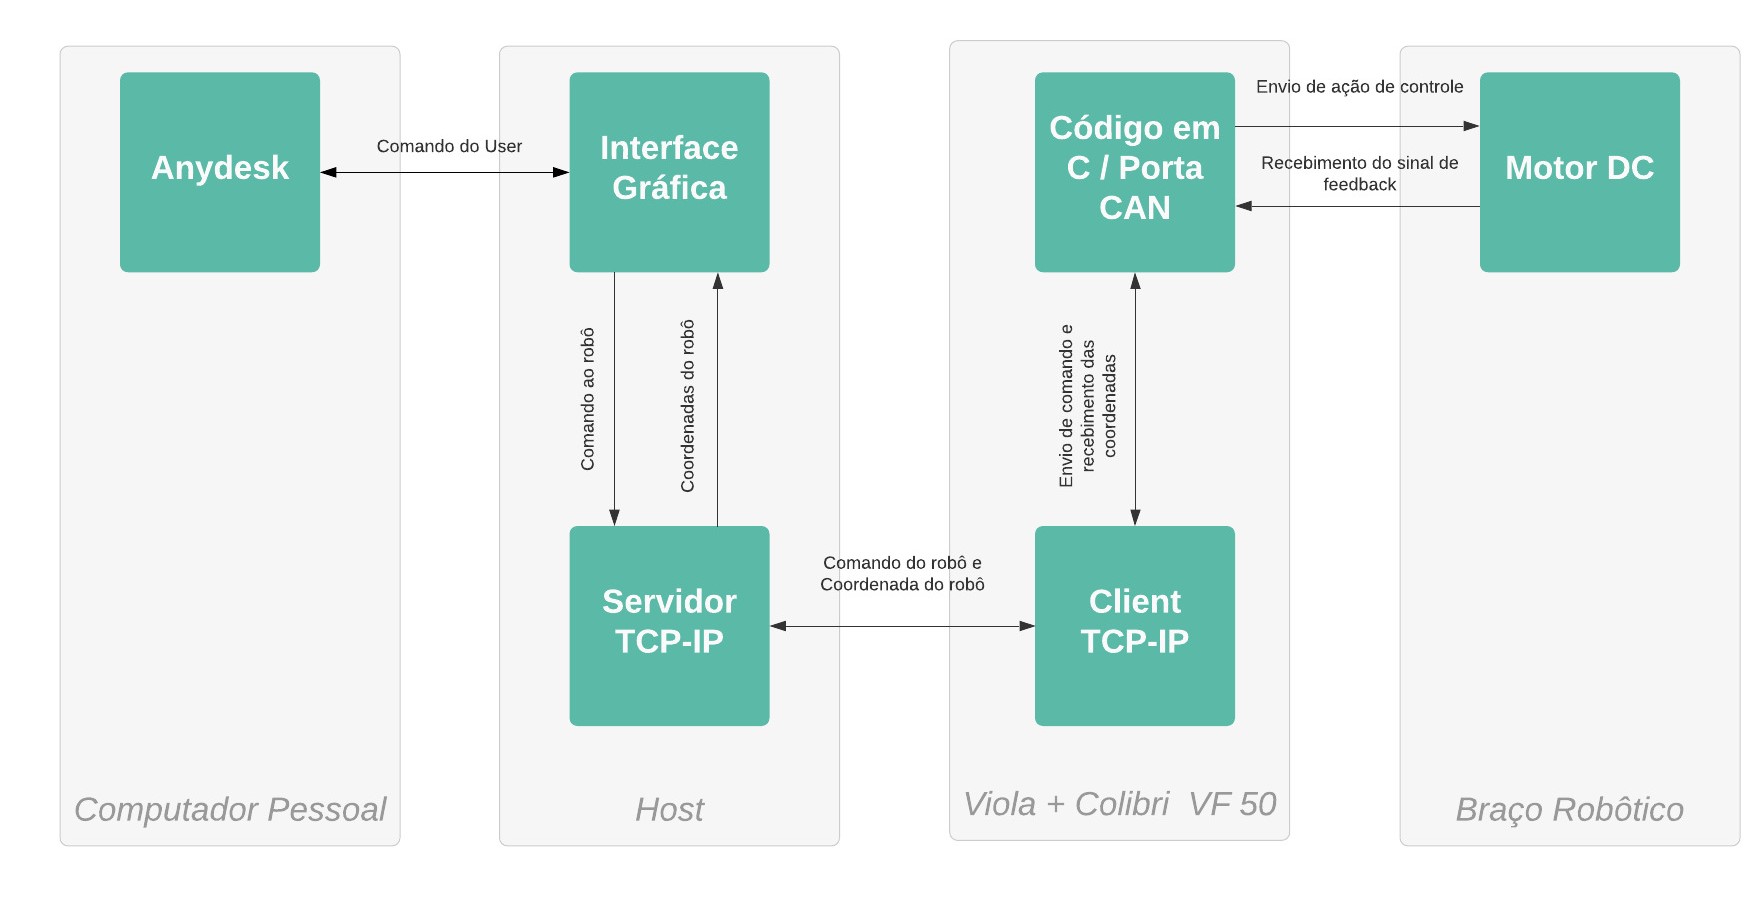 Anydesk
Comando do User
Interface
Gráfica
Comando ao robô
Coordenadas do robô
Servidor
TCP-IP
Comando do robô e
Coordenada do robô
Código em
C / Porta
CAN
Envio de comando e
recebimento das
coordenadas
Client
TCP-IP
Envio de ação de controle
Recebimento do sinal de
feedback
Motor DC
Computador Pessoal
Host
Viola + Colibri  VF 50
Braço Robôtico